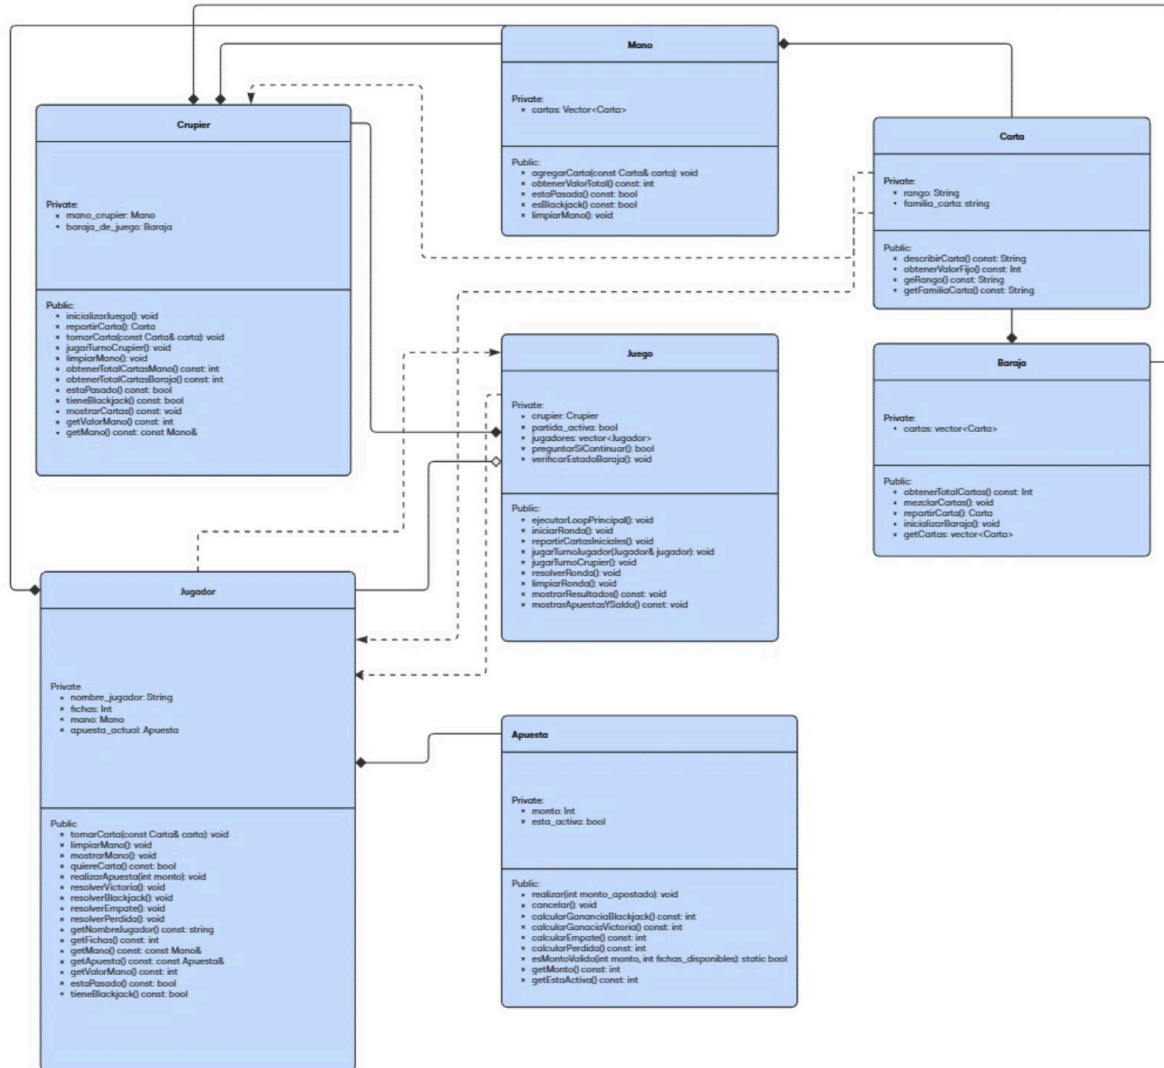 Mano
Private:
cartas: Vector<Carta>
Public:
agregarCarta(const Carta& carta): void
obtenerValorTotal() const: int
estaPasada() const: bool
esBlackjack() const: bool
limpiarMano(): void
Crupier
Private:
mano_crupier: Mano
baraja_de_juego: Baraja
Public:
inicializarJuego(): void
repartirCarta(): Carta
tomarCarta(const Carta& carta): void
jugarTurnoCrupier(): void
limpiarMano(): void
obtenerTotalCartasMano() const: int
obtenerTotalCartasBaraja() const: int
estaPasado() const: bool
tieneBlackjack() const: bool
mostrarCartas() const: void
getValorMano() const: int
getMano() const: const Mano&
Carta
Private:
rango: String
familia_carta: string
Public:
describirCarta() const: String
obtenerValorFijo() const: Int
geRango() const: String
getFamiliaCarta() const: String
Juego
Private:
crupier: Crupier
partida_activa: bool
jugadores: vector<Jugador>
preguntarSiContinuar(): bool
verificarEstadoBaraja(): void
Public:
ejecutarLoopPrincipal(): void
iniciarRonda(): void
repartirCartasIniciales(): void
jugarTurnoJugador(Jugador& jugador): void
jugarTurnoCrupier(): void
resolverRonda(): void
limpiarRonda(): void
mostrarResultados() const: void
mostrarApuestasYSaldo() const: void
Baraja
Private:
cartas: vector<Carta>
Public:
obtenerTotalCartas() const: Int
mezclarCartas(): void
repartirCarta(): Carta
inicializarBaraja(): void
getCartas: vector<Carta>
Jugador
Private
nombre_jugador: String
fichas: Int
mano: Mano
apuesta_actual: Apuesta
Public
tomarCarta(const Carta& carta): void
limpiarMano(): void
mostrarMano(): void
quiereCarta() const: bool
realizarApuesta(int monto): void
resolverVictoria(): void
resolverBlackjack(): void
resolverEmpate(): void
resolverPerdida(): void
getNombreJugador() const: string
getFichas() const: int
getMano() const: const Mano&
getApuesta() const: const Apuesta&
getValorMano() const: int
estaPasado() const: bool
tieneBlackjack() const: bool
Apuesta
Private:
monto: Int
esta_activa: bool
Public:
realizar(int monto_apostado): void
cancelar(): void
calcularGananciaBlackjack() const: int
calcularGanaciaVictoria() const: int
calcularEmpate() const: int
calcularPerdida() const: int
esMontoValido(int monto, int fichas_disponibles): static bool
getMonto() const: int
getEstaActiva() const: int